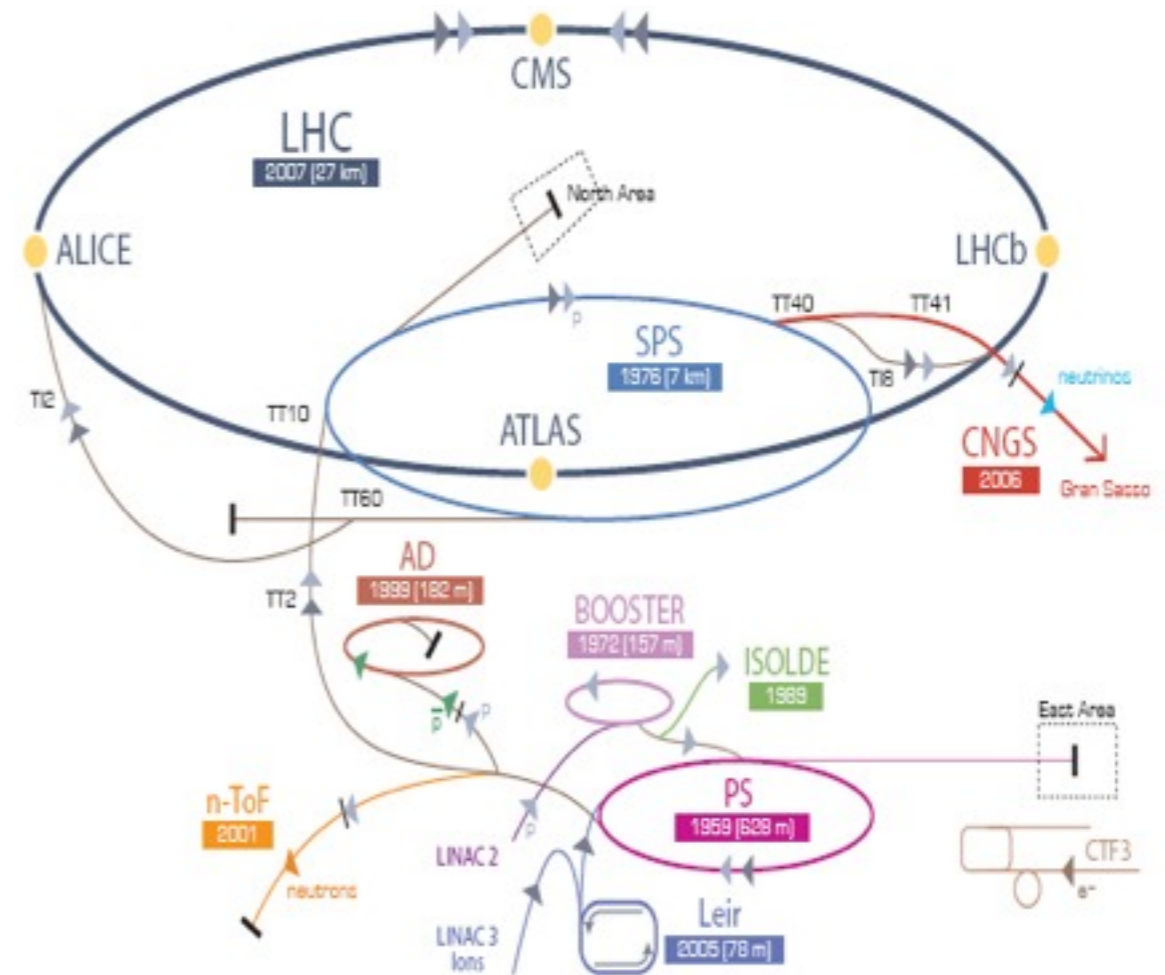 CMS
LHC
2007 (27 km)
North Area
ALICE
LHCb
TT40
TT41
p
SPS
1976 (7 km)
TI8
neutrinos
TI2
TT10
ATLAS
CNGS
2006
Gran Sasso
TT60
AD
1999 (182 m)
TT2
BOOSTER
1972 (157 m)
ISOLDE
1989
p
p
East Area
n-ToF
2001
PS
1959 (628 m)
p
LINAC 2
neutrons
CTF3
e-
Leir
2005 (78 m)
LINAC 3
Ions